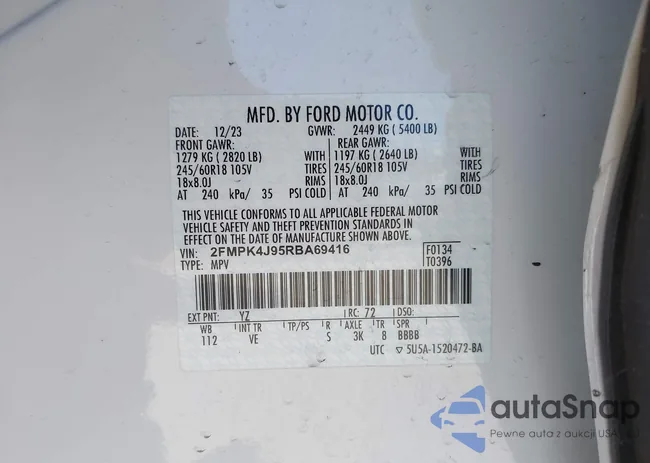 MFD. BY FORD MOTOR CO.
DATE: 12/23 GVWR: 2449 KG ( 5400 LB)
FRONT GAWR: REAR GAWR:
1279 KG ( 2820 LB) WITH 1197 KG ( 2640 LB) WITH
245/60R18 105V TIRES 245/60R18 105V TIRES
18x8.0J RIMS 18x8.0J RIMS
AT 240 kPa/ 35 PSI COLD AT 240 kPa/ 35 PSI COLD
THIS VEHICLE CONFORMS TO ALL APPLICABLE FEDERAL MOTOR
VEHICLE SAFETY AND THEFT PREVENTION STANDARDS IN
EFFECT ON THE DATE OF MANUFACTURE SHOWN ABOVE.
VIN: 2FMPK4J95RBA69416 F0134
TYPE: MPV T0396
EXT PNT: YZ RC: 72 DSO:
WB INT TR TP/PS R AXLE TR SPR
112 VE S 3K 8 BBBB
UTC ▽ 5U5A-1520472-BA
autoSnap
Pewne auta z aukcji USA